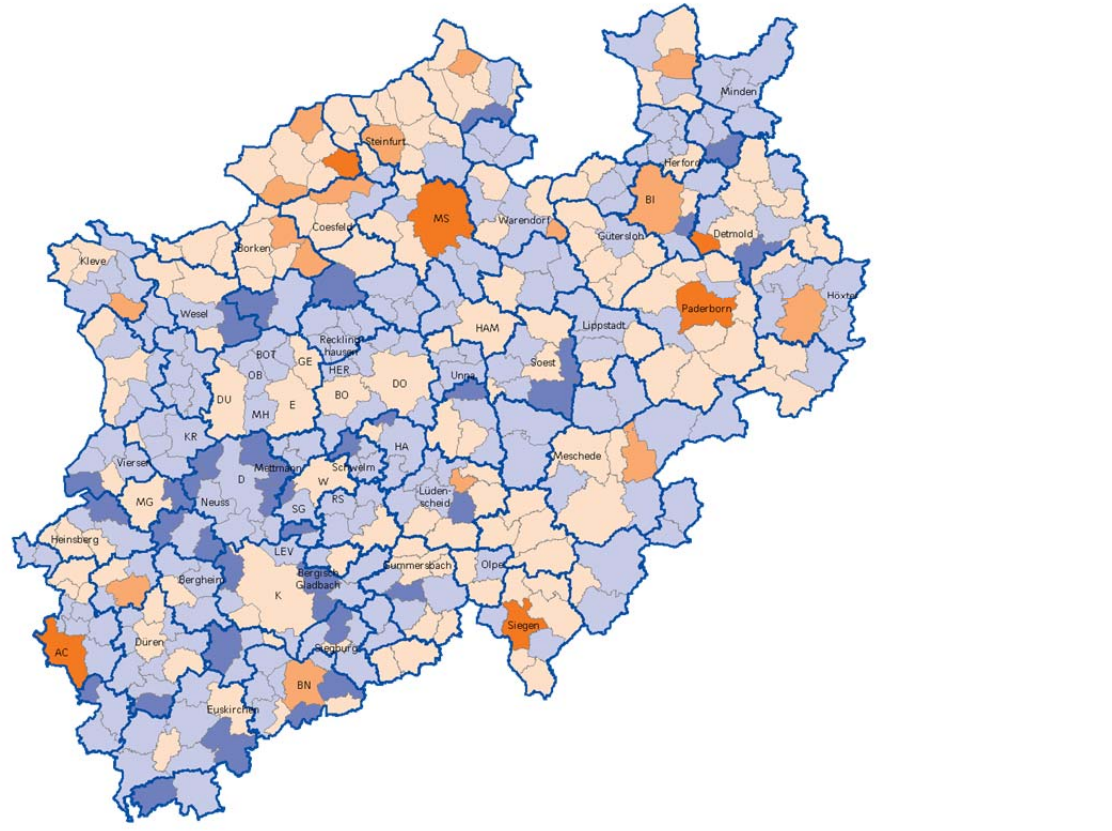 Minden
Steinfurt
Herford
BI
MS
Warendorf
Coesfeld
Gütersloh
Detmold
Borken
Kleve
Höxter
Paderborn
Wesel
Lippstadt
HAM
Reckling-
hausen
BOT
GE
Soest
OB
HER
Unna
DO
BO
DU
E
MH
KR
HA
Meschede
Viersen
Mettmann
Schwelm
D
W
Lüden-
scheid
MG
Neuss
RS
SG
Heinsberg
LEV
Gummersbach
Olpe
Bergheim
Bergisch
Gladbach
K
Siegen
Düren
Siegburg
AC
BN
Euskirchen